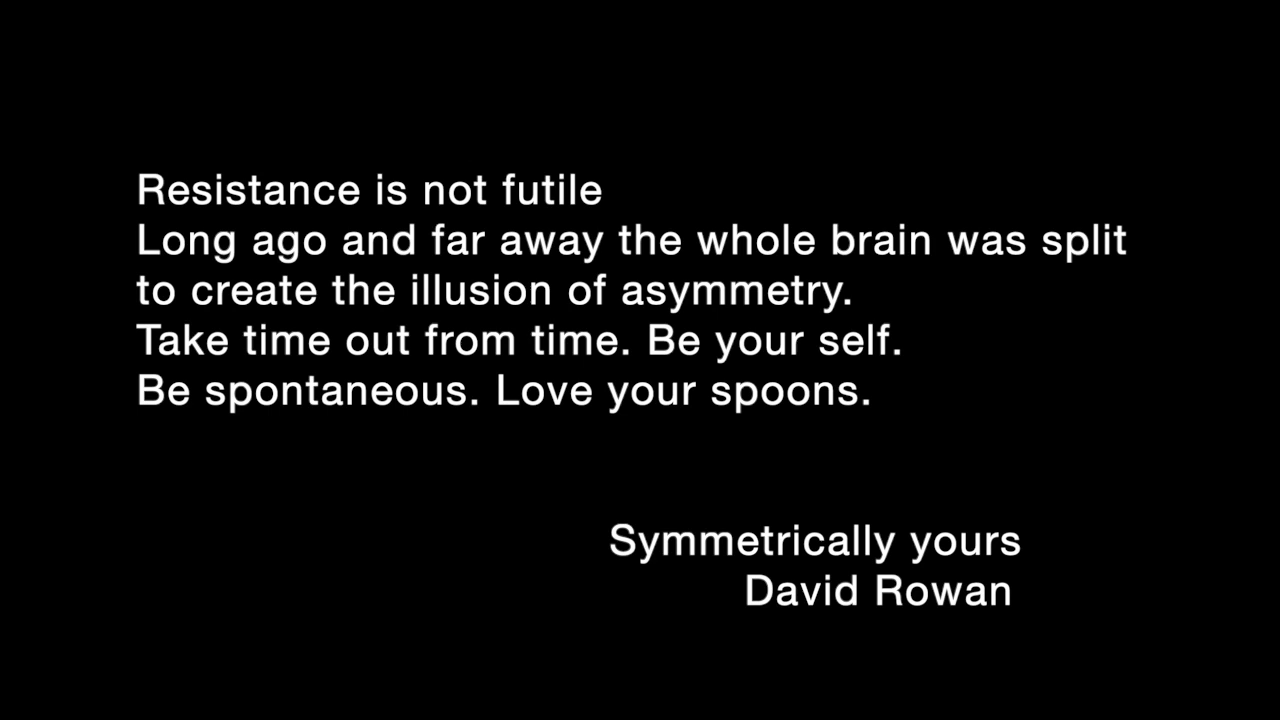 Resistance is not futile
Long ago and far away the whole brain was split
to create the illusion of asymmetry.
Take time out from time. Be your self.
Be spontaneous. Love your spoons.
Symmetrically yours
David Rowan